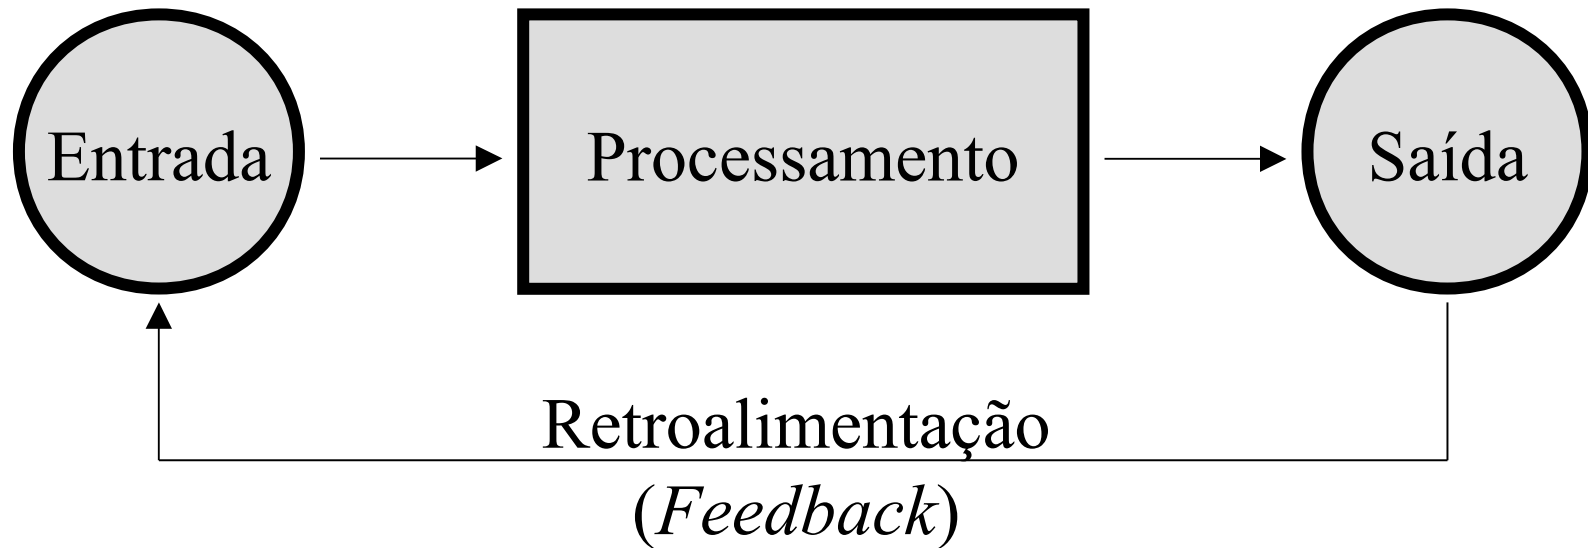 Entrada
Processamento
Saída
Retroalimentação
(Feedback)